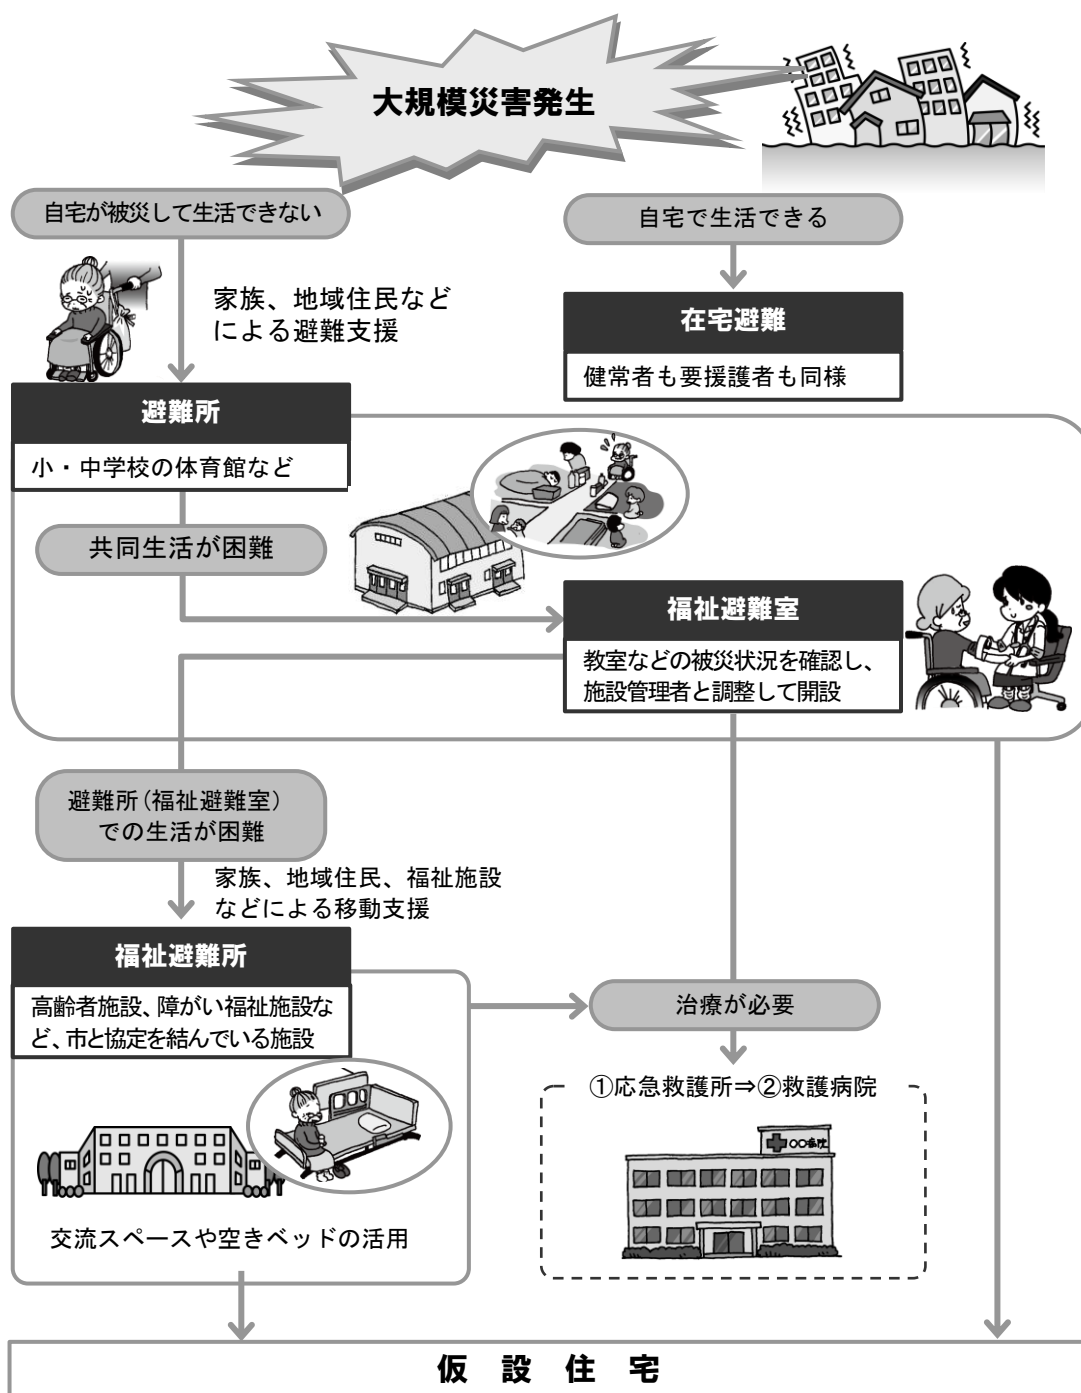 大規模災害発生
自宅が被災して生活できない
自宅で生活できる
家族、地域住民など
による避難支援
在宅避難
健常者も要援護者も同様
避難所
小・中学校の体育館など
共同生活が困難
福祉避難室
教室などの被災状況を確認し、
施設管理者と調整して開設
避難所(福祉避難室)
での生活が困難
家族、地域住民、福祉施設
などによる移動支援
福祉避難所
高齢者施設、障がい福祉施設な
ど、市と協定を結んでいる施設
治療が必要
①応急救護所⇒②救護病院
〇〇病院
交流スペースや空きベッドの活用
仮設住宅